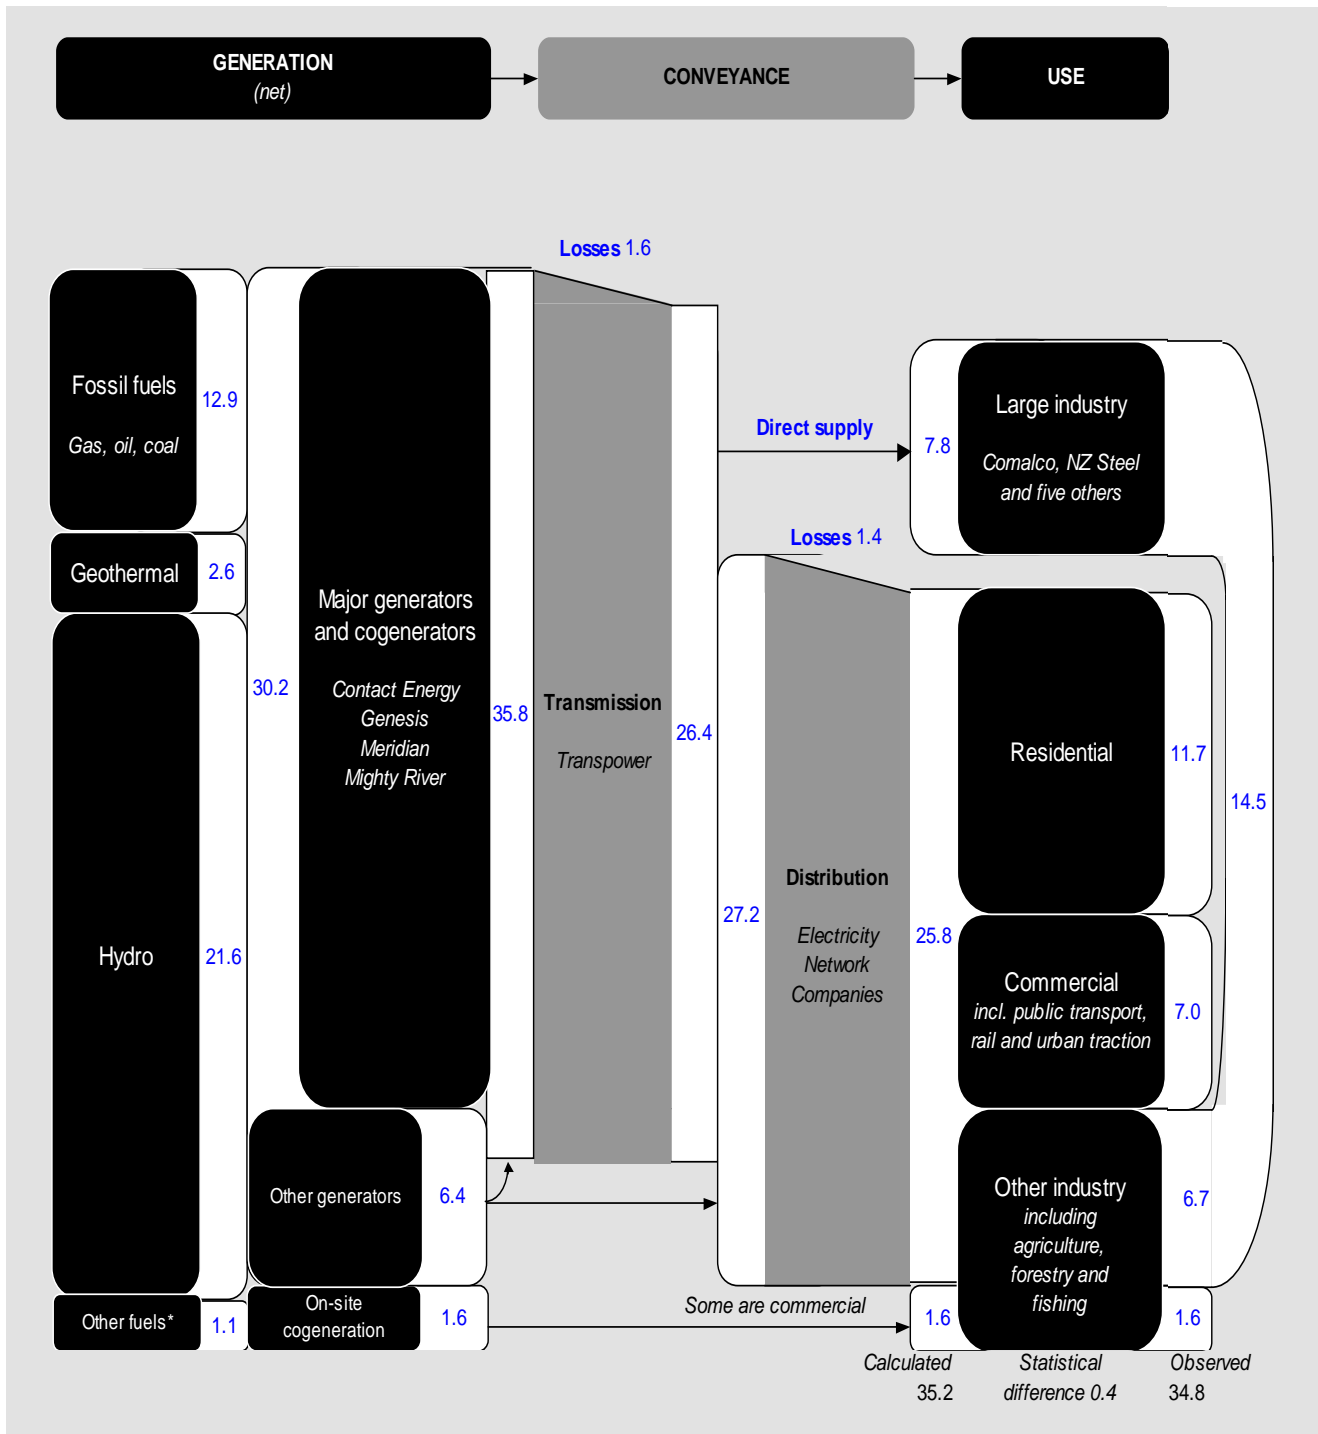 GENERATION
(net)
CONVEYANCE
USE
Losses 1.6
Fossil fuels
Gas, oil, coal
12.9
Geothermal
2.6
Hydro
21.6
Other fuels*
1.1
30.2
Major generators
and cogenerators
Contact Energy
Genesis
Meridian
Mighty River
35.8
Other generators
6.4
On-site
cogeneration
1.6
Transmission
Transpower
26.4
Direct supply
7.8
Large industry
Comalco, NZ Steel
and five others
Losses 1.4
27.2
Distribution
Electricity
Network
Companies
25.8
Residential
11.7
Commercial
incl. public transport,
rail and urban traction
7.0
14.5
Other industry
including
agriculture,
forestry and
fishing
6.7
Some are commercial
1.6
1.6
Calculated
35.2
Statistical
difference 0.4
Observed
34.8